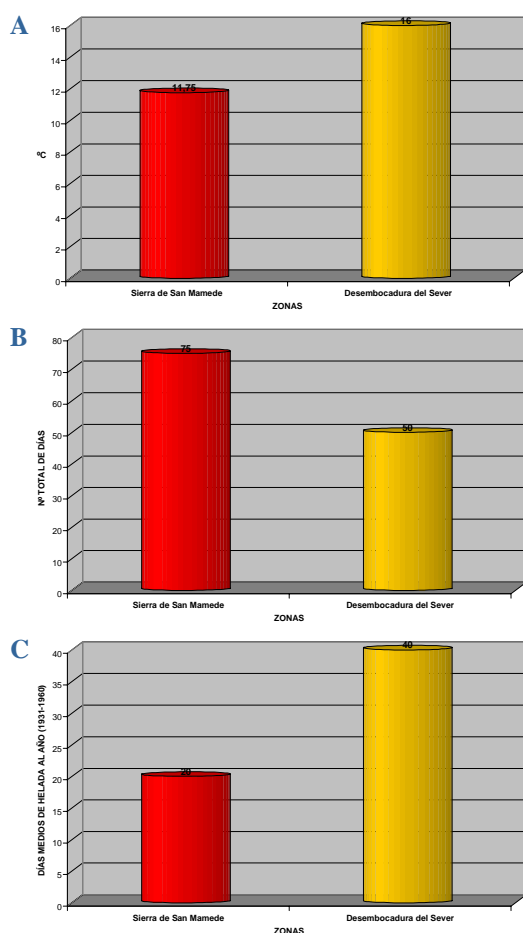 A
16
14
12
10
8
6
4
2
0
ºC
11,75
16
Sierra de San Mamede
Desembocadura del Sever
ZONAS
B
80
70
60
50
40
30
20
10
0
Nº TOTAL DE DÍAS
75
50
Sierra de San Mamede
Desembocadura del Sever
ZONAS
C
40
35
30
25
20
15
10
5
0
DÍAS MEDIOS DE HELADA AL AÑO (1931-1960)
20
40
Sierra de San Mamede
Desembocadura del Sever
ZONAS